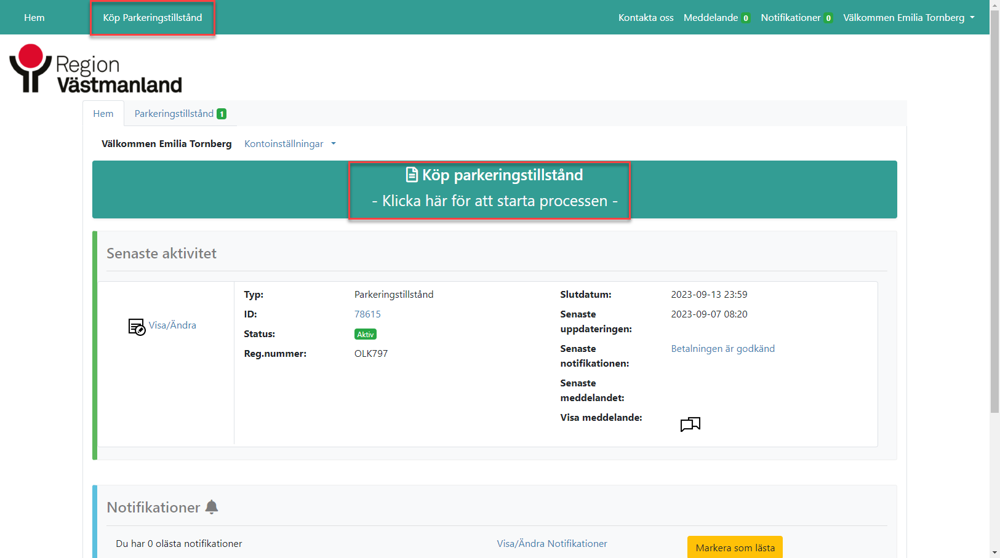 Hem Köp Parkeringstillstånd Kontakta oss Meddelande 0 Notifikationer 0 Välkommen Emilia Tornberg
Region
Västmanland
Hem Parkeringstillstånd 1
Välkommen Emilia Tornberg Kontoinställningar
Köp parkeringstillstånd
- Klicka här för att starta processen -
Senaste aktivitet
Visa/Ändra
Typ: Parkeringstillstånd
ID: 78615
Status: Aktiv
Reg.nummer: OLK797
Slutdatum: 2023-09-13 23:59
Senaste 2023-09-07 08:20
uppdateringen:
Senaste Betalningen är godkänd
notifikationen:
Senaste
meddelandet:
Visa meddelande:
Notifikationer
Du har 0 olästa notifikationer Visa/Ändra Notifikationer Markera som lästa